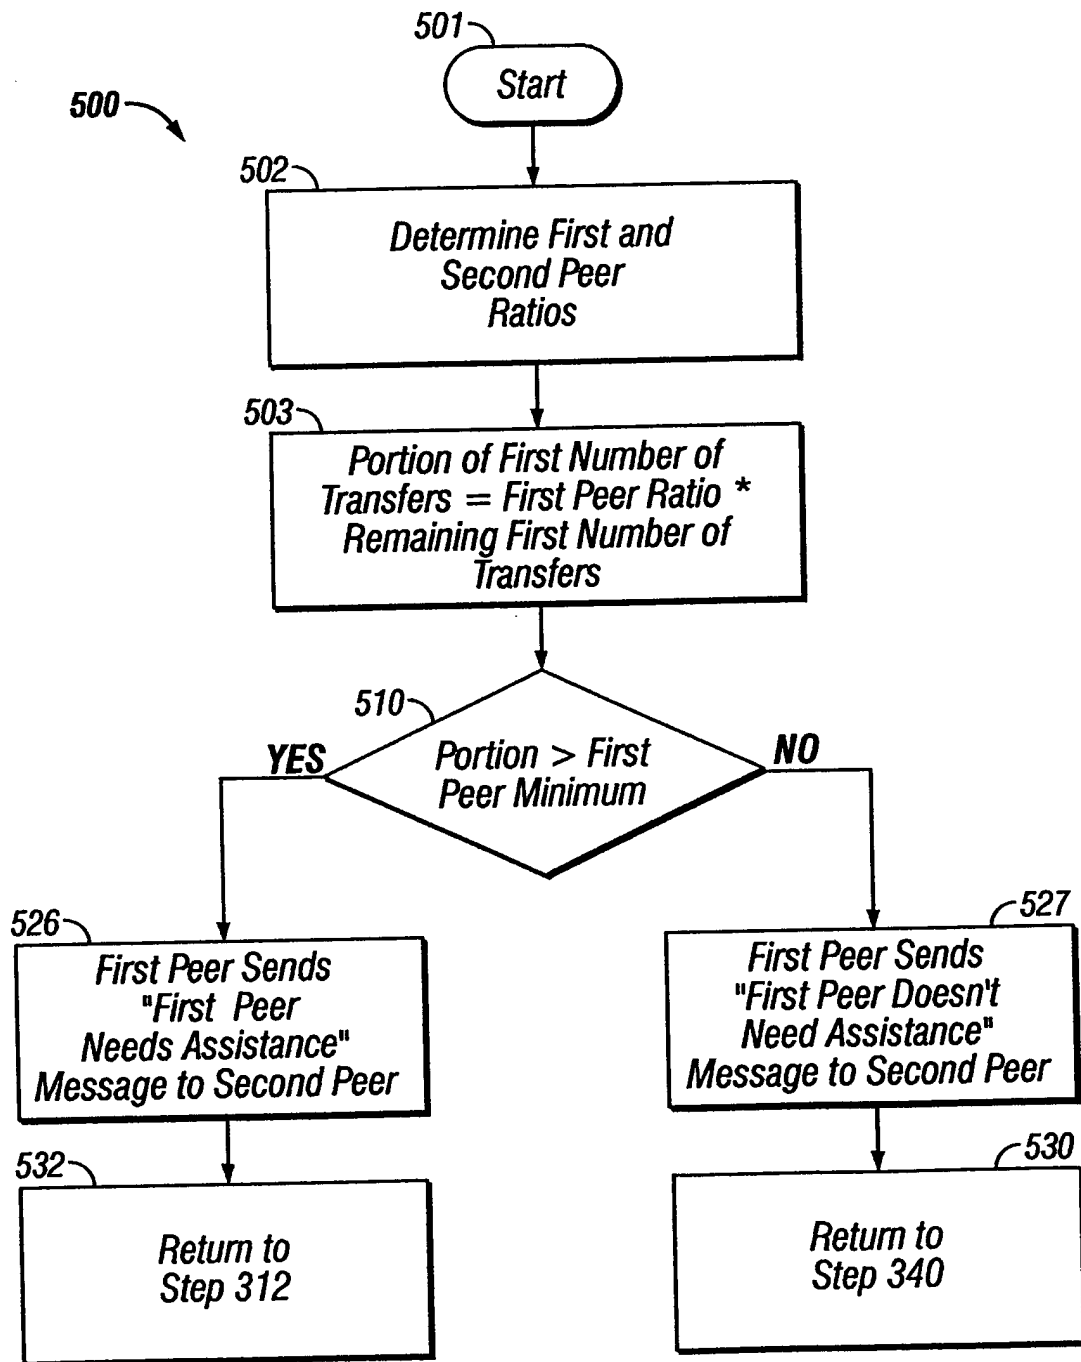 501
Start
500
502
Determine First and
Second Peer
Ratios
503
Portion of First Number of
Transfers = First Peer Ratio *
Remaining First Number of
Transfers
510
YES
Portion > First
Peer Minimum
NO
526
First Peer Sends
"First Peer
Needs Assistance"
Message to Second Peer
527
First Peer Sends
"First Peer Doesn't
Need Assistance"
Message to Second Peer
532
Return to
Step 312
530
Return to
Step 340